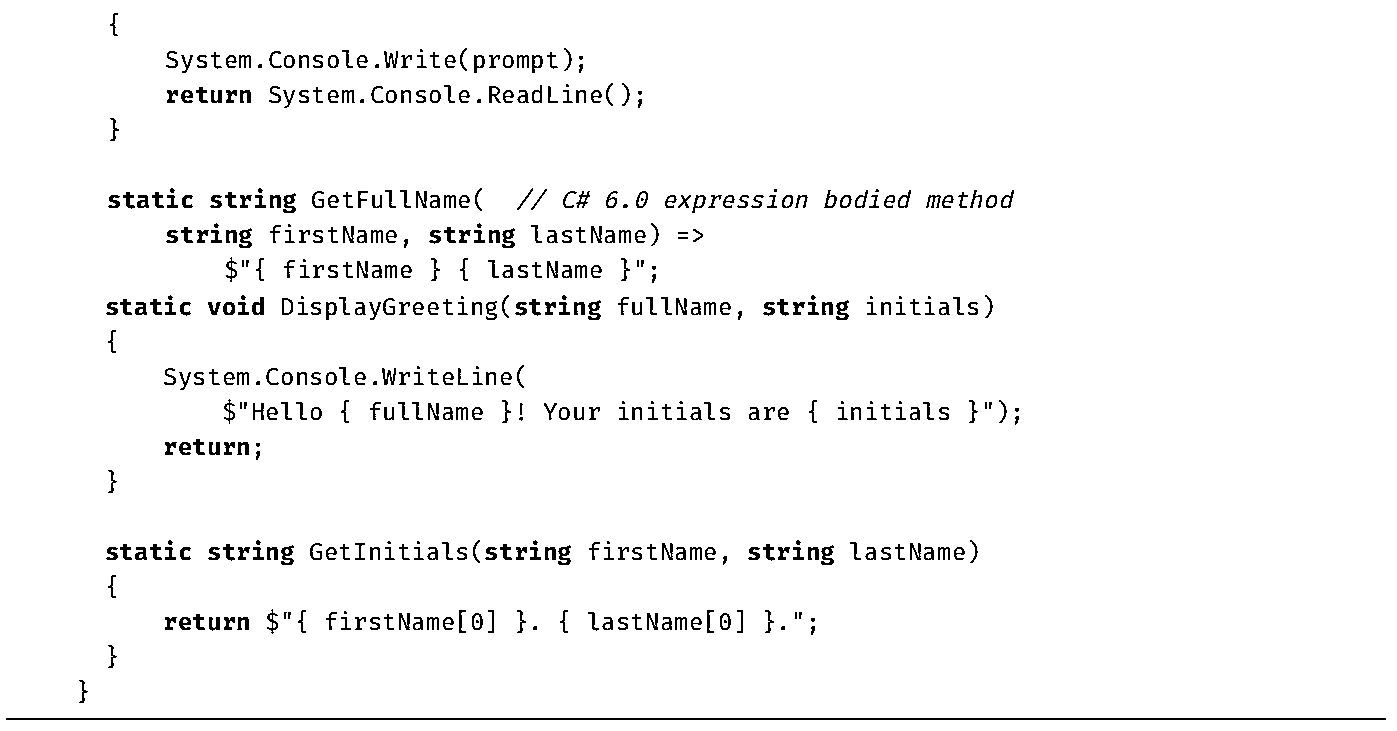 {
System.Console.Write(prompt);
return System.Console.ReadLine();
}
static string GetFullName(  // C# 6.0 expression bodied method
string firstName, string lastName) =>
$"{ firstName } { lastName }";
static void DisplayGreeting(string fullName, string initials)
{
System.Console.WriteLine(
$"Hello { fullName }! Your initials are { initials }");
return;
}
static string GetInitials(string firstName, string lastName)
{
return $"{ firstName[0] }. { lastName[0] }.";
}
}